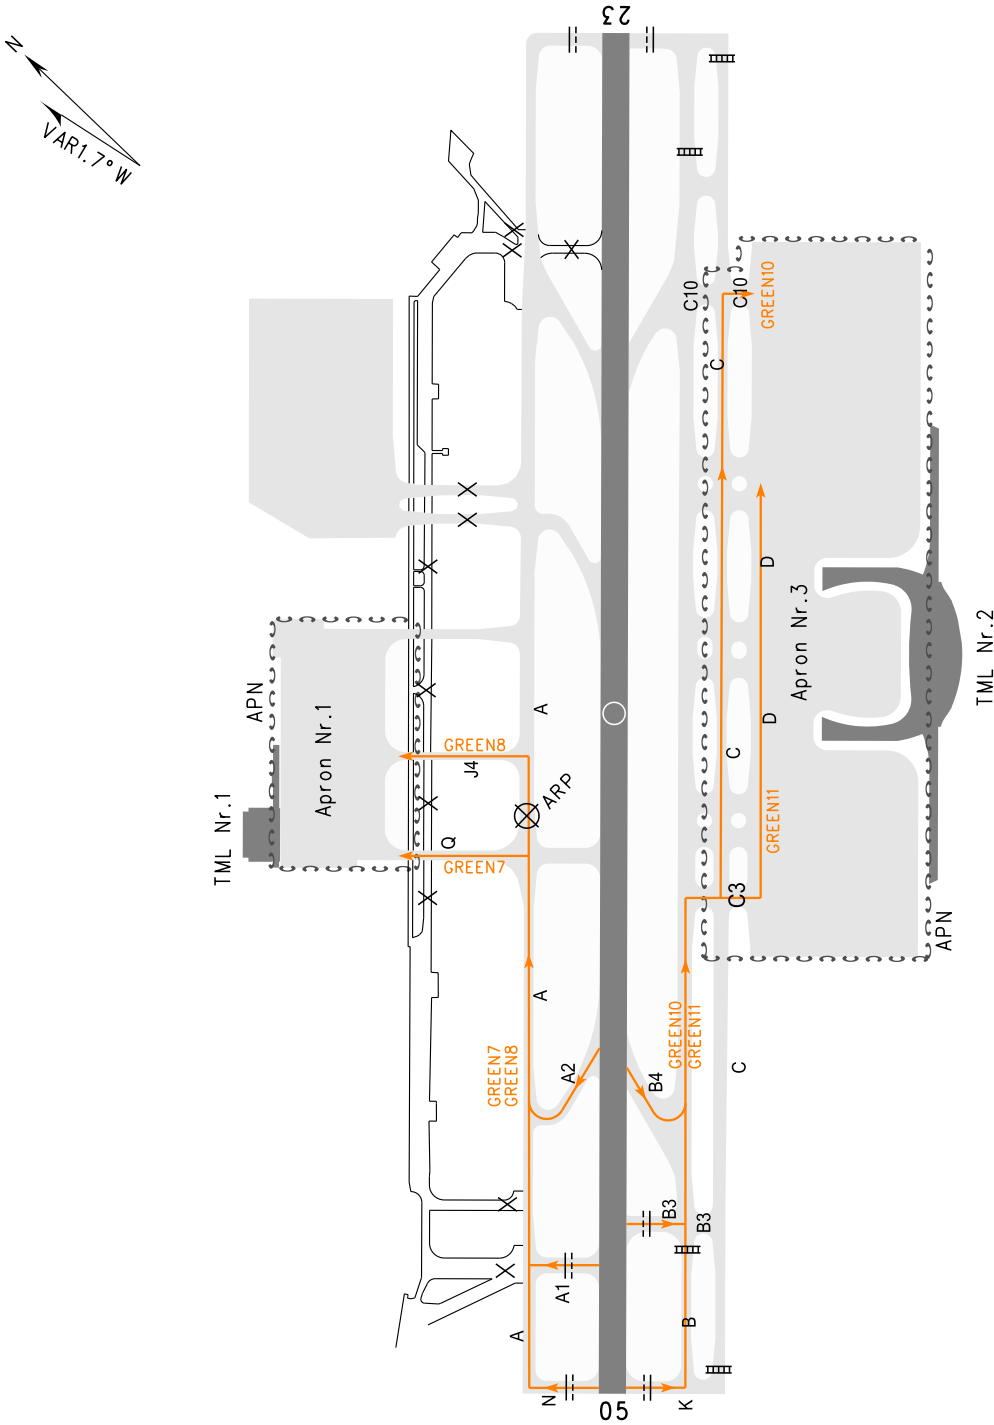 23
N
VAR1.7°W
C10
C10
GREEN10
C
D
Apron Nr.3
TML Nr.2
APN
Apron Nr.1
TML Nr.1
A
GREEN8
J4
ARP
Q
GREEN7
D
C
GREEN11
C3
APN
A
GREEN7
GREEN8
A2
B4
GREEN10
GREEN11
C
B3
B3
A1
A
B
N
K
05